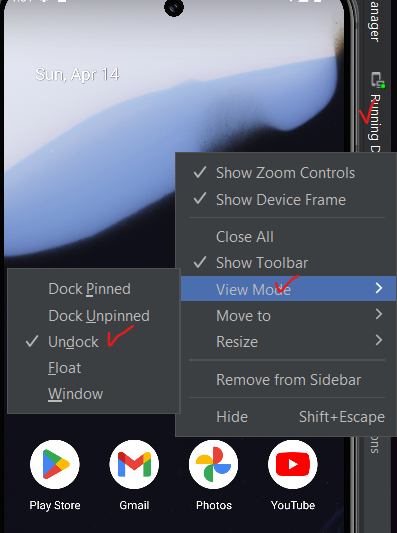 Sun, Apr 14
anager
Running D
Show Zoom Controls
Show Device Frame
Close All
Show Toolbar
View Mode
Move to
Resize
Remove from Sidebar
Hide Shift+Escape
Dock Pinned
Dock Unpinned
Undock
Float
Window
ons
Play Store
Gmail
Photos
YouTube